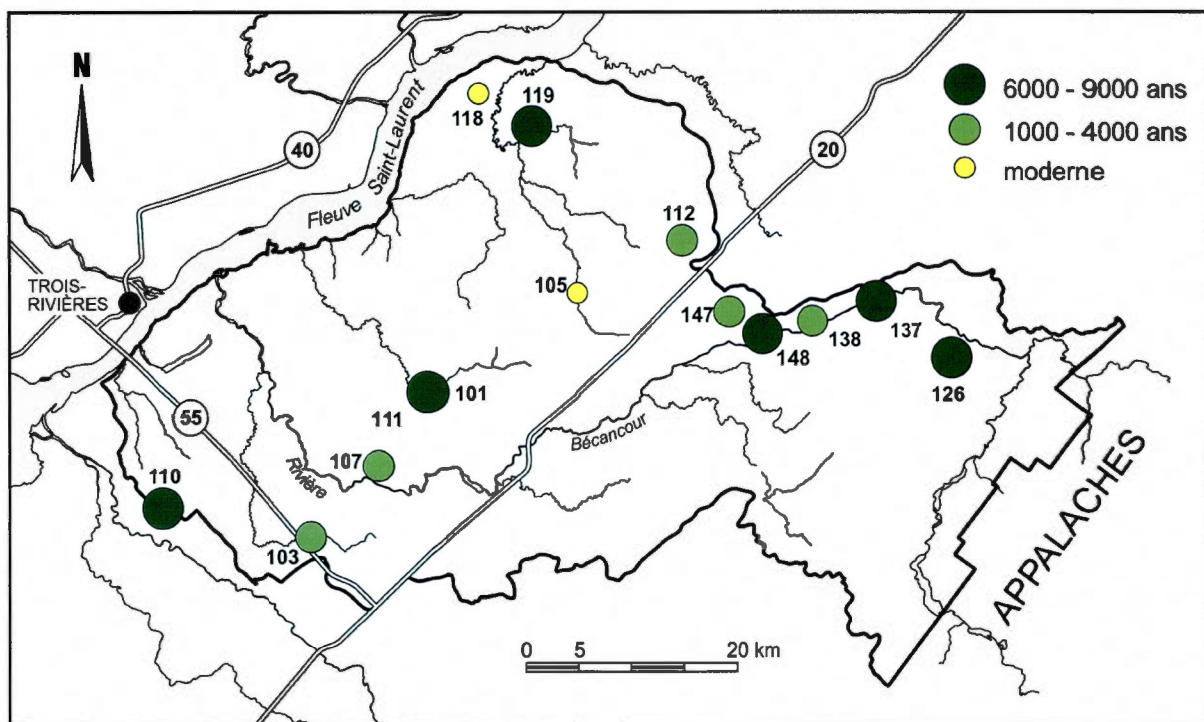 N
40
Fleuve Saint-Laurent
118
119
20
6000 - 9000 ans
1000 - 4000 ans
moderne
112
TROIS-
RIVIÈRES
105
147
148
138
137
126
55
111
101
107
Rivière
Bécancour
110
103
APPALACHES
0 5 20 km